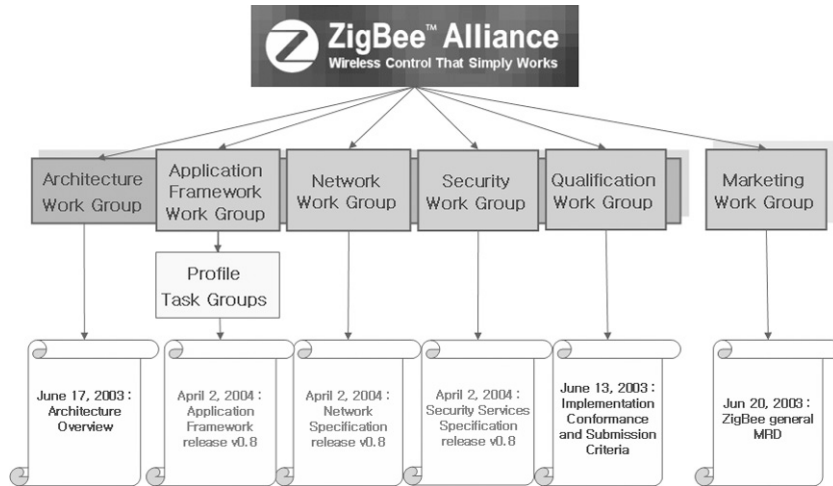 ZigBee™ Alliance
Wireless Control That Simply Works
Architecture
Work Group
Application
Framework
Work Group
Network
Work Group
Security
Work Group
Qualification
Work Group
Marketing
Work Group
Profile
Task Groups
June 17, 2003 :
Architecture
Overview
April 2, 2004 :
Application
Framework
release v0.8
April 2, 2004 :
Network
Specification
release v0.8
April 2, 2004 :
Security Services
Specification
release v0.8
June 13, 2003 :
Implementation
Conformance
and Submission
Criteria
Jun 20, 2003 :
ZigBee general
MRD